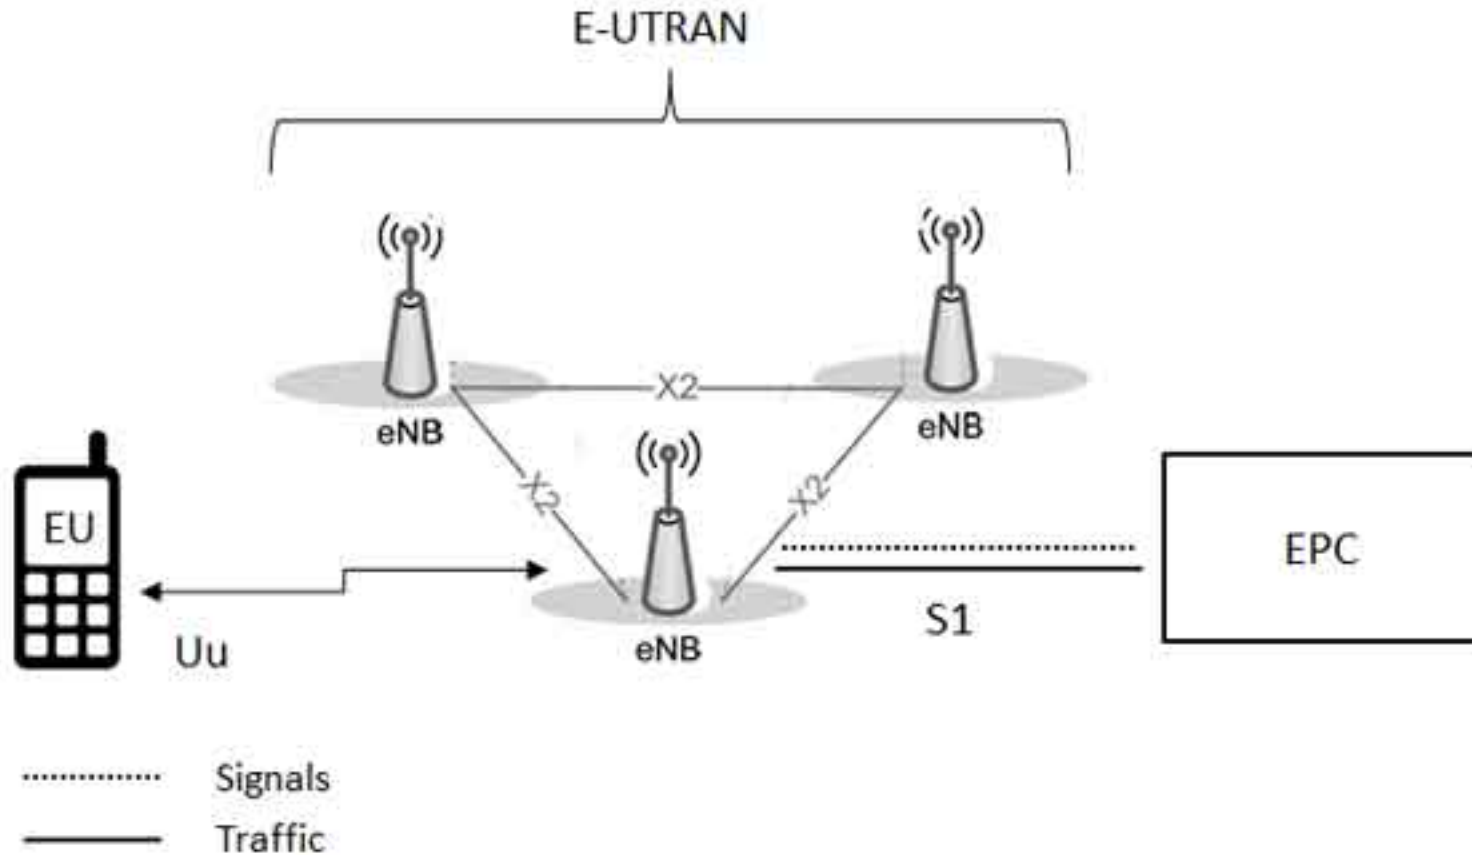 E-UTRAN
X2
eNB
eNB
X2
X2
EU
EPC
S1
eNB
Uu
Signals
Traffic